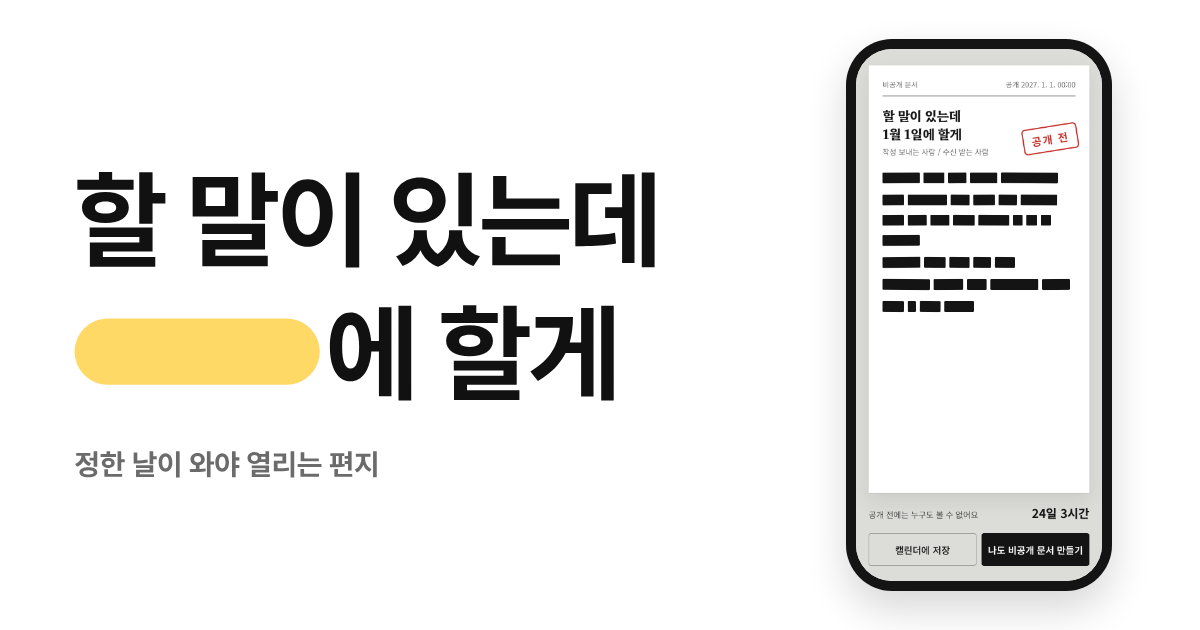 할 말이 있는데
에 할게
정한 날이 와야 열리는 편지
비공개 문서
공개 2027. 1. 1. 00:00
할 말이 있는데
1월 1일에 할게
작성 보내는 사람 / 수신 받는 사람
공개 전
공개 전에는 누구도 볼 수 없어요
24일 3시간
캘린더에 저장
나도 비공개 문서 만들기